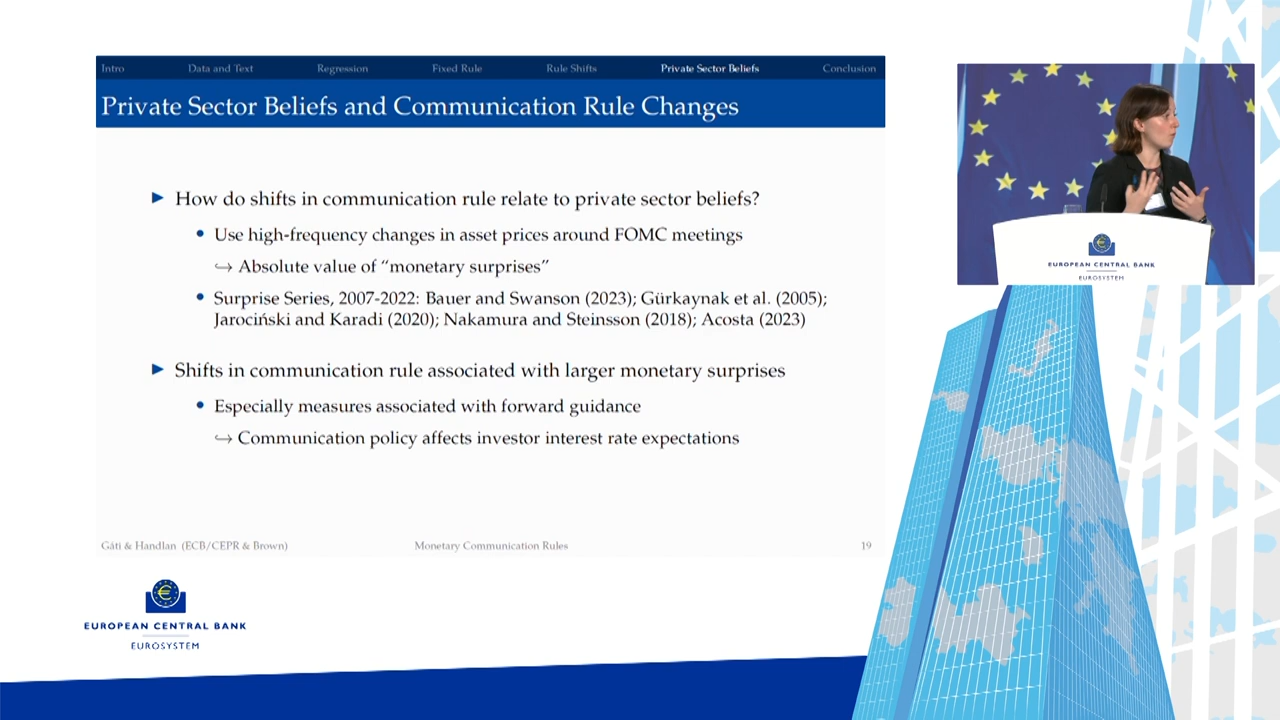 Intro Data and Text Regression Fixed Rule Rule Shifts Private Sector Beliefs Conclusion
Private Sector Beliefs and Communication Rule Changes
► How do shifts in communication rule relate to private sector beliefs?
• Use high-frequency changes in asset prices around FOMC meetings
↪ Absolute value of “monetary surprises”
• Surprise Series, 2007-2022: Bauer and Swanson (2023); Gürkaynak et al. (2005);
Jarociński and Karadi (2020); Nakamura and Steinsson (2018); Acosta (2023)
► Shifts in communication rule associated with larger monetary surprises
• Especially measures associated with forward guidance
↪ Communication policy affects investor interest rate expectations
Gáti & Handlan (ECB/CEPR & Brown) Monetary Communication Rules 19
EUROPEAN CENTRAL BANK
EUROSYSTEM
EUROPEAN CENTRAL BANK
EUROSYSTEM